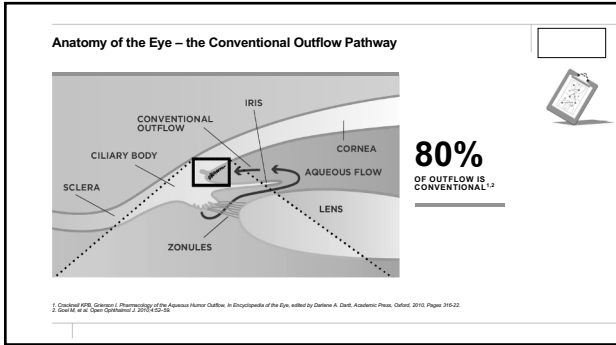 Anatomy of the Eye – the Conventional Outflow Pathway
IRIS
CONVENTIONAL
OUTFLOW
CORNEA
CILIARY BODY
AQUEOUS FLOW
SCLERA
LENS
ZONULES
80%
OF OUTFLOW IS
CONVENTIONAL1,2
1. Cracknell KPB, Grierson I. Pharmacology of the Aqueous Humor Outflow, In Encyclopedia of the Eye, edited by Darlene A. Dartt, Academic Press, Oxford, 2010, Pages 316-22.
2. Goel M, et al. Open Ophthalmol J. 2010;4:52–59.